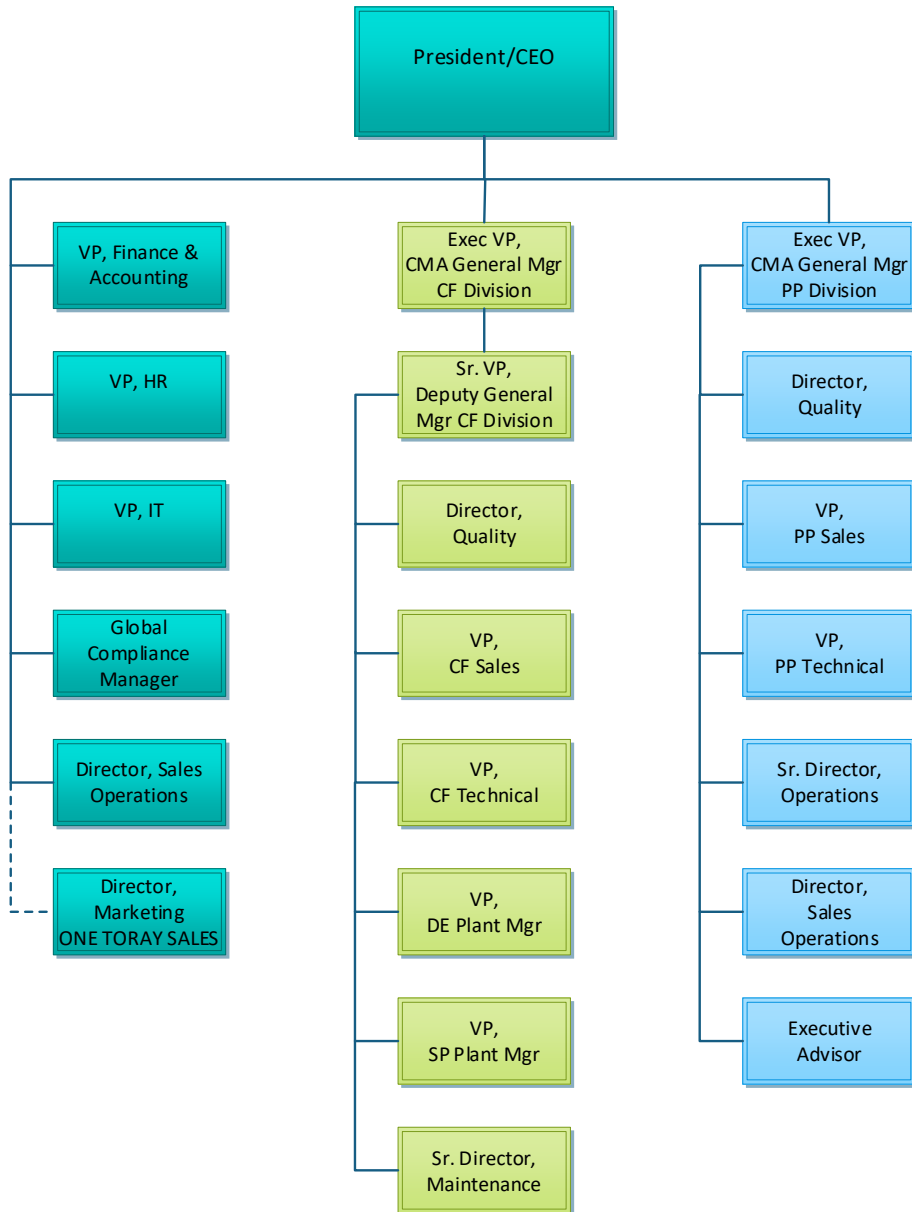 President/CEO
VP, Finance &
Accounting
VP, HR
VP, IT
Global
Compliance
Manager
Director, Sales
Operations
Director,
Marketing
ONE TORAY SALES
Exec VP,
CMA General Mgr
CF Division
Sr. VP,
Deputy General
Mgr CF Division
Director,
Quality
VP,
CF Sales
VP,
CF Technical
VP,
DE Plant Mgr
VP,
SP Plant Mgr
Sr. Director,
Maintenance
Exec VP,
CMA General Mgr
PP Division
Director,
Quality
VP,
PP Sales
VP,
PP Technical
Sr. Director,
Operations
Director,
Sales
Operations
Executive
Advisor